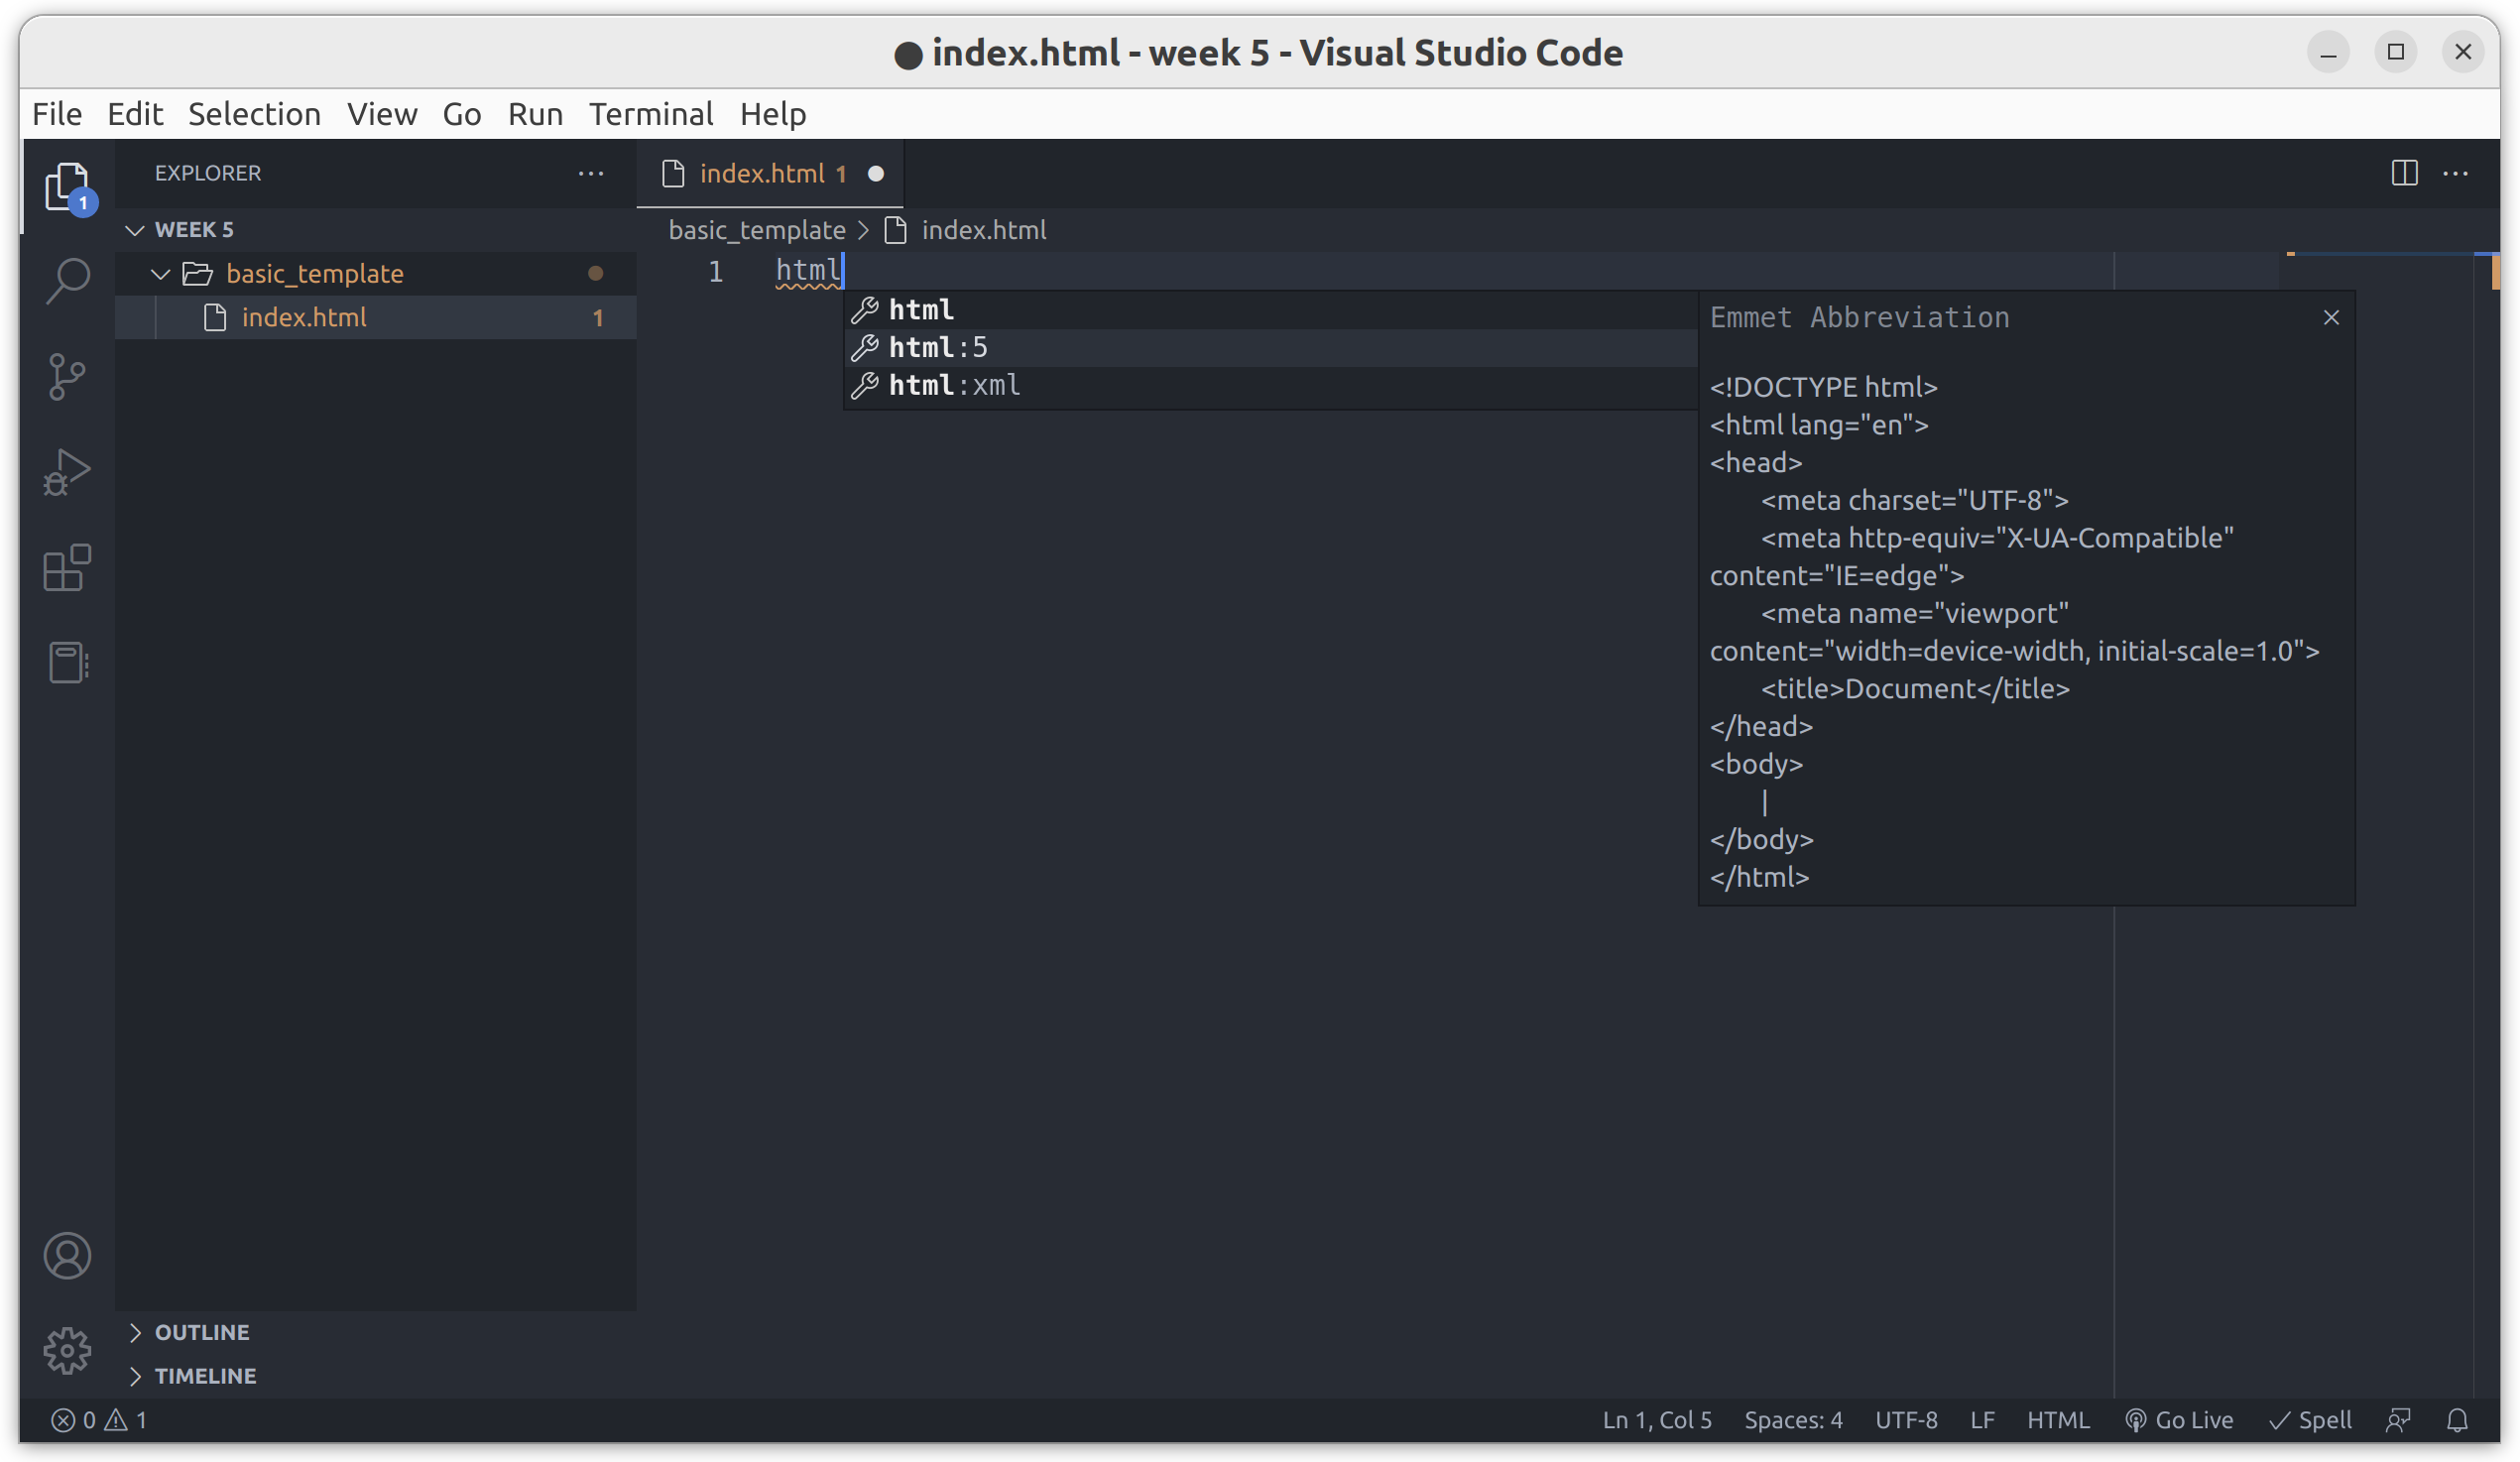 ● index.html - week 5 - Visual Studio Code
File Edit Selection View Go Run Terminal Help
1
EXPLORER
WEEK 5
basic_template
index.html 1
OUTLINE
TIMELINE
index.html 1
basic_template > index.html
1 html
html
html:5
html:xml
Emmet Abbreviation
<!DOCTYPE html>
<html lang="en">
<head>
<meta charset="UTF-8">
<meta http-equiv="X-UA-Compatible"
content="IE=edge">
<meta name="viewport"
content="width=device-width, initial-scale=1.0">
<title>Document</title>
</head>
<body>
|
</body>
</html>
0 1 Ln 1, Col 5 Spaces: 4 UTF-8 LF HTML Go Live Spell